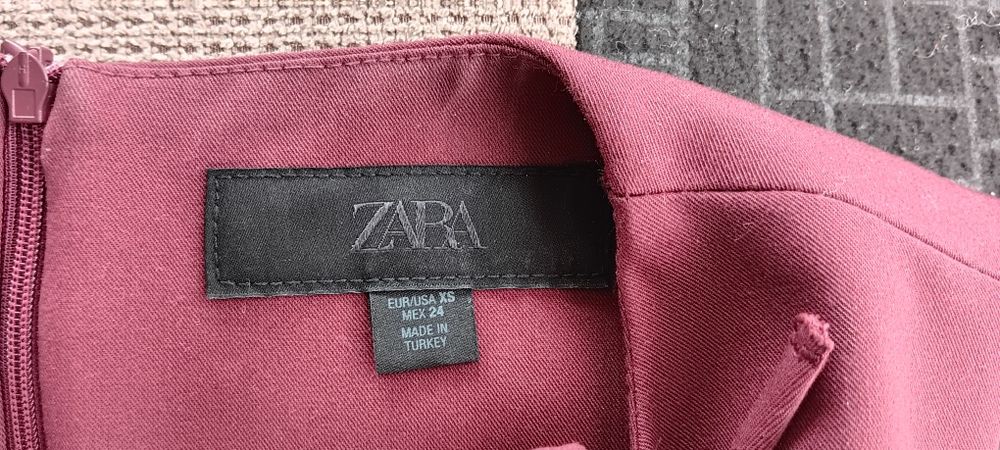 ZARA
EUR/USA XS
MEX 24
MADE IN
TURKEY